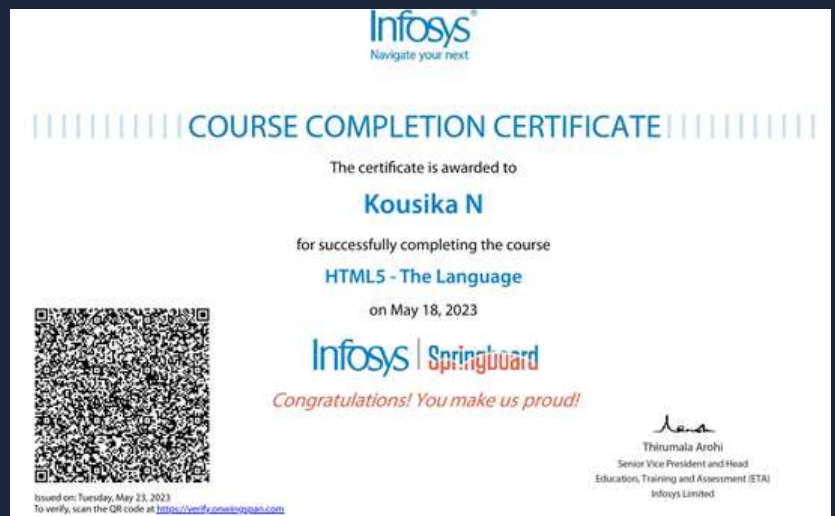 Infosys®
Navigate your next
COURSE COMPLETION CERTIFICATE
The certificate is awarded to
Kousika N
for successfully completing the course
HTML5 - The Language
on May 18, 2023
Infosys | Springboard
Congratulations! You make us proud!
Thirumala Arohi
Senior Vice President and Head
Education, Training and Assessment (ETA)
Infosys Limited
Issued on: Tuesday, May 23, 2023
To verify, scan the QR code at https://verify.onwingspan.com